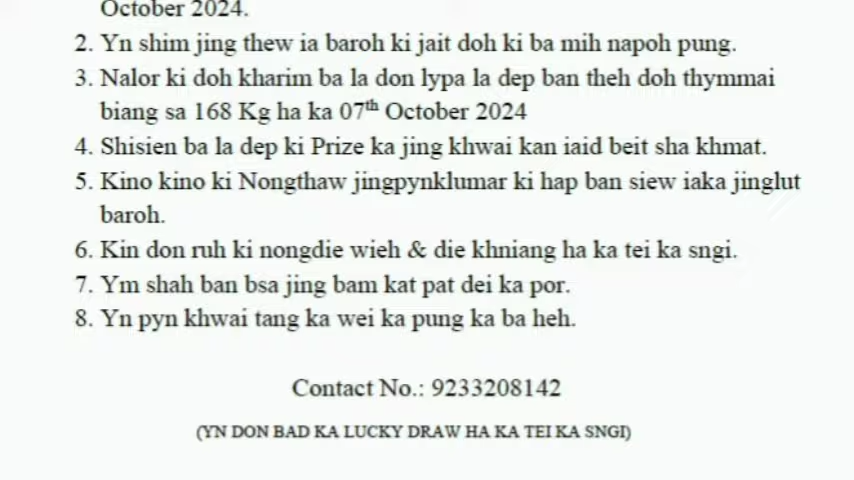 October 2024.
2. Yn shim jing thew ia baroh ki jait doh ki ba mih napoh pung.
3. Nalor ki doh kharim ba la don lypa la dep ban theh doh thymmai
biang sa 168 Kg ha ka 07th October 2024
4. Shisien ba la dep ki Prize ka jing khwai kan iaid beit sha khmat.
5. Kino kino ki Nongthaw jingpynklumar ki hap ban siew iaka jinglut
baroh.
6. Kin don ruh ki nongdie wieh & die khniang ha ka tei ka sngi.
7. Ym shah ban bsa jing bam kat pat dei ka por.
8. Yn pyn khwai tang ka wei ka pung ka ba heh.
Contact No.: 9233208142
(YN DON BAD KA LUCKY DRAW HA KA TEI KA SNGI)